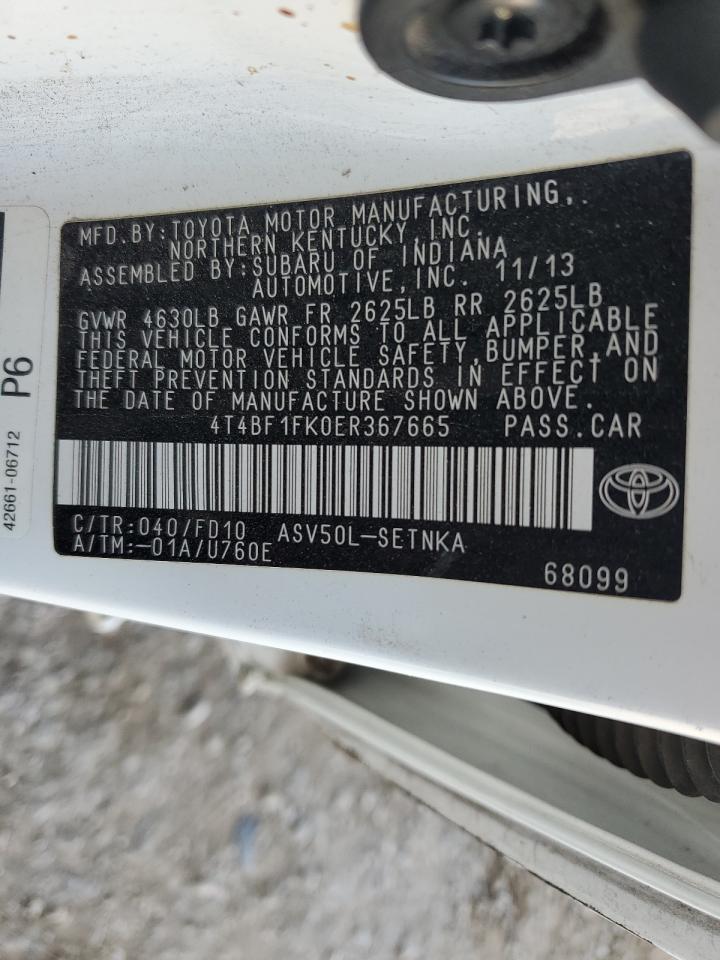 MFD.BY:TOYOTA MOTOR MANUFACTURING,.
NORTHERN KENTUCKY, INC.
ASSEMBLED BY:SUBARU OF INDIANA
AUTOMOTIVE,INC. 11/13
GVWR 4630LB GAWR FR 2625LB RR 2625LB
THIS VEHICLE CONFORMS TO ALL APPLICABLE
FEDERAL MOTOR VEHICLE SAFETY,BUMPER,AND
THEFT PREVENTION STANDARDS IN EFFECT ON
THE DATE OF MANUFACTURE SHOWN ABOVE.
4T4BF1FK0ER367665 PASS.CAR
C/TR:040/FD10 ASV50L-SETNKA
A/TM:-01A/U760E
68099
42661-06712 P6